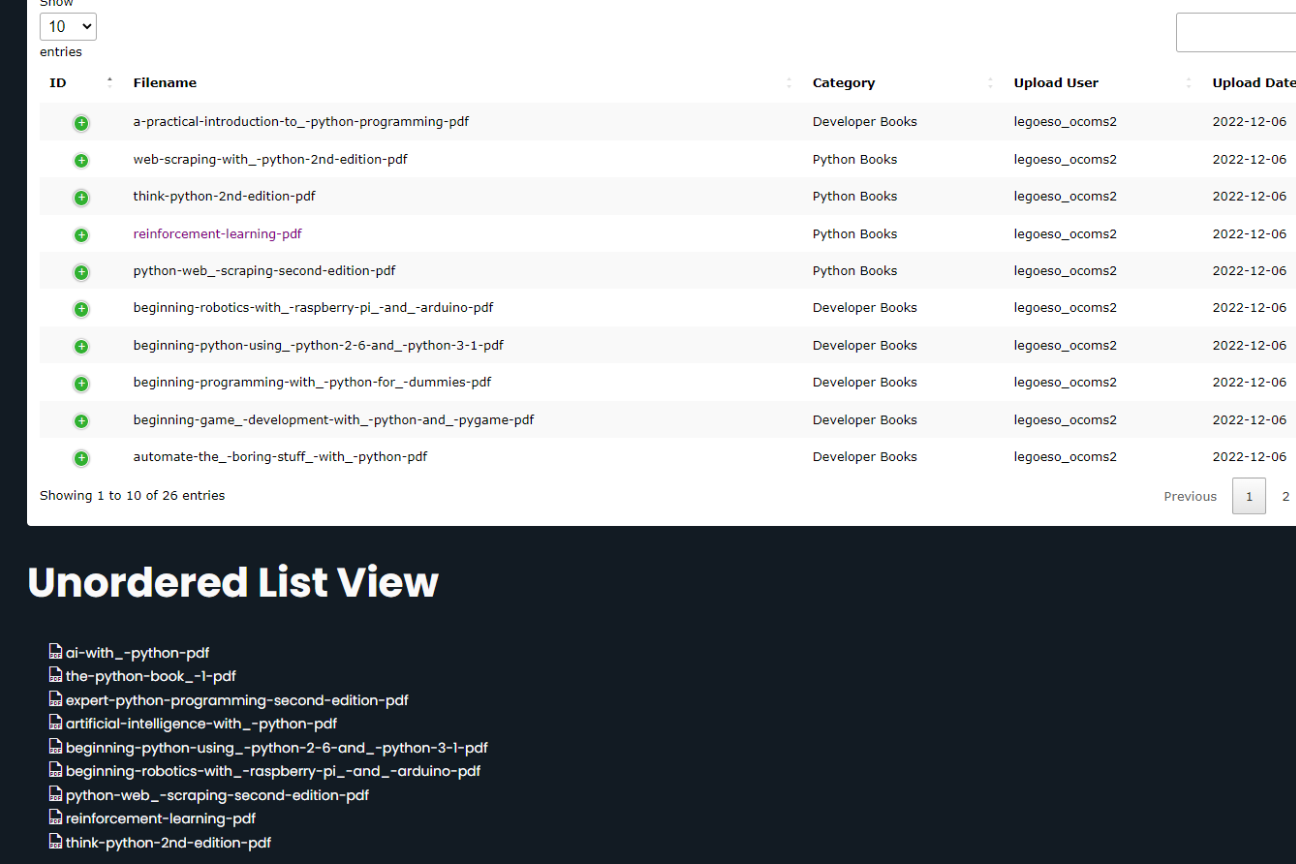 Show
10
entries
ID Filename Category Upload User Upload Date
a-practical-introduction-to_-python-programming-pdf Developer Books legoeso_ocoms2 2022-12-06
web-scraping-with_-python-2nd-edition-pdf Python Books legoeso_ocoms2 2022-12-06
think-python-2nd-edition-pdf Python Books legoeso_ocoms2 2022-12-06
reinforcement-learning-pdf Python Books legoeso_ocoms2 2022-12-06
python-web_-scraping-second-edition-pdf Python Books legoeso_ocoms2 2022-12-06
beginning-robotics-with_-raspberry-pi_-and_-arduino-pdf Developer Books legoeso_ocoms2 2022-12-06
beginning-python-using_-python-2-6-and_-python-3-1-pdf Developer Books legoeso_ocoms2 2022-12-06
beginning-programming-with_-python-for_-dummies-pdf Developer Books legoeso_ocoms2 2022-12-06
beginning-game_-development-with_-python-and_-pygame-pdf Developer Books legoeso_ocoms2 2022-12-06
automate-the_-boring-stuff_-with_-python-pdf Developer Books legoeso_ocoms2 2022-12-06
Showing 1 to 10 of 26 entries Previous 1 2
Unordered List View
ai-with_-python-pdf
the-python-book_-1-pdf
expert-python-programming-second-edition-pdf
artificial-intelligence-with_-python-pdf
beginning-python-using_-python-2-6-and_-python-3-1-pdf
beginning-robotics-with_-raspberry-pi_-and_-arduino-pdf
python-web_-scraping-second-edition-pdf
reinforcement-learning-pdf
think-python-2nd-edition-pdf